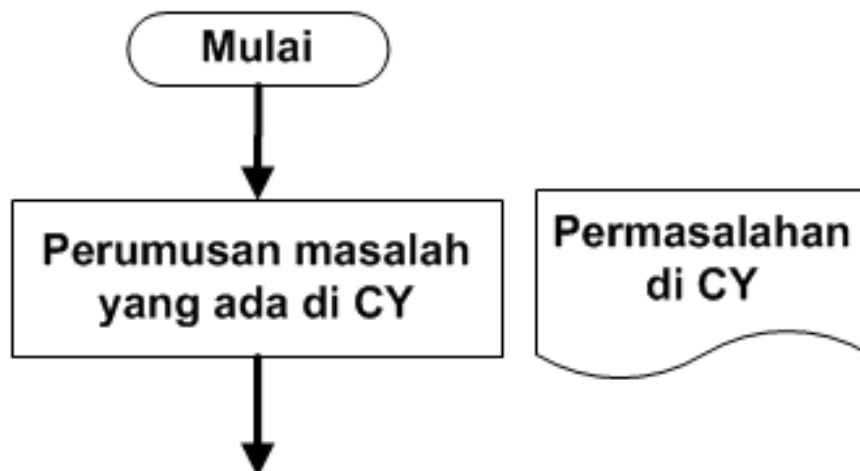 Mulai
Perumusan masalah
yang ada di CY
Permasalahan
di CY